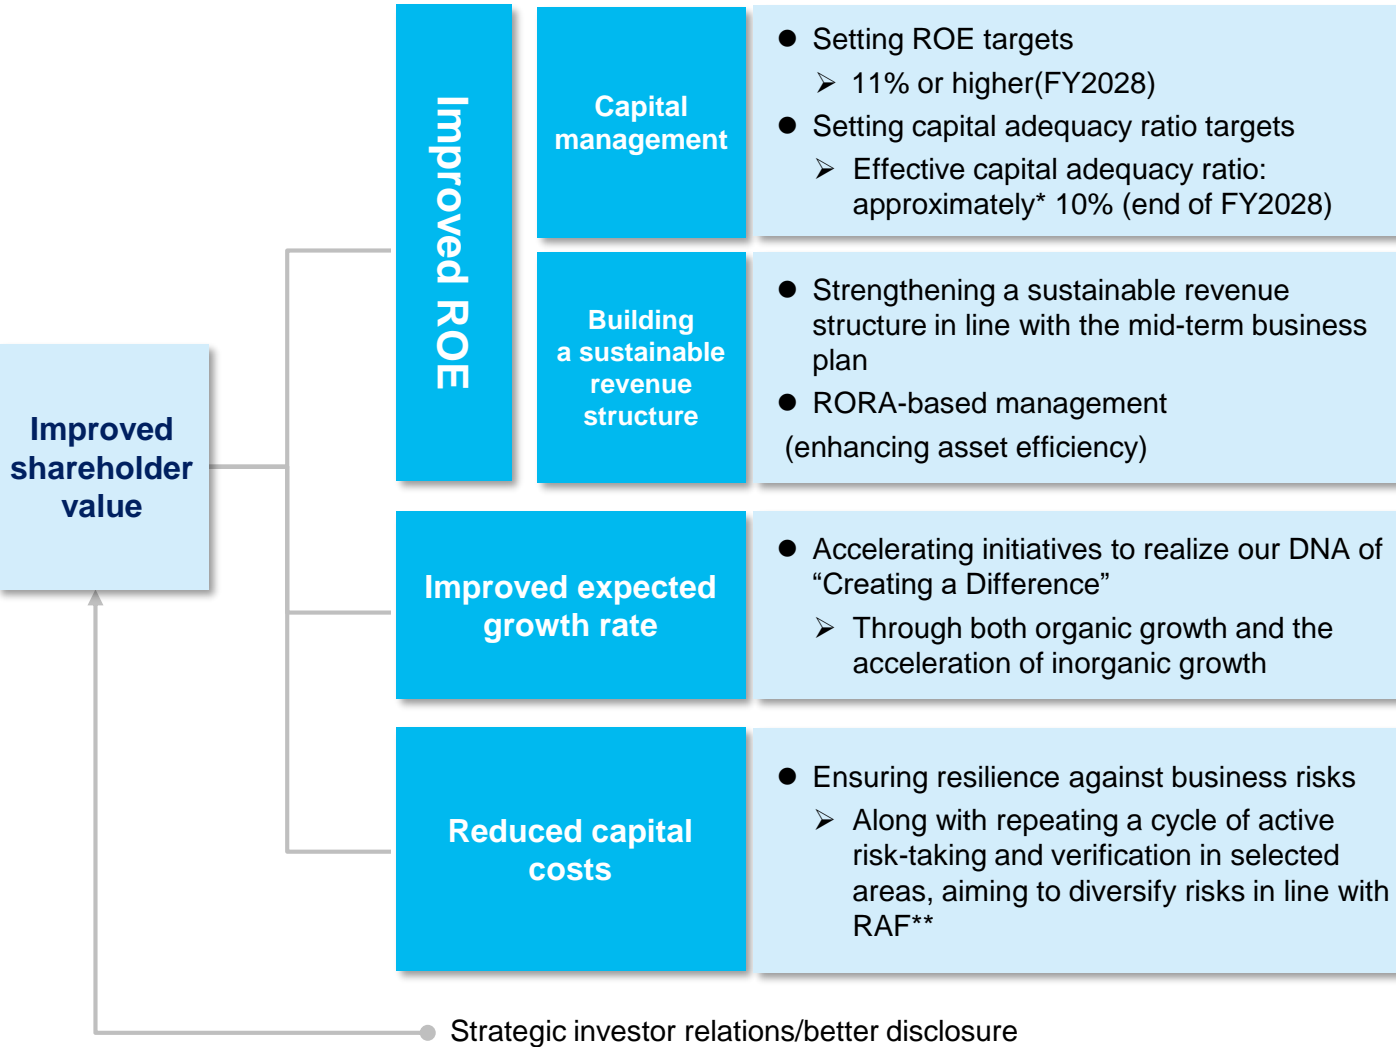 Improved
shareholder
value
Improved ROE
Capital
management
● Setting ROE targets
➢ 11% or higher(FY2028)
● Setting capital adequacy ratio targets
➢ Effective capital adequacy ratio:
approximately* 10% (end of FY2028)
Building
a sustainable
revenue
structure
● Strengthening a sustainable revenue
structure in line with the mid-term business
plan
● RORA-based management
(enhancing asset efficiency)
Improved expected
growth rate
● Accelerating initiatives to realize our DNA of
“Creating a Difference”
➢ Through both organic growth and the
acceleration of inorganic growth
Reduced capital
costs
● Ensuring resilience against business risks
➢ Along with repeating a cycle of active
risk-taking and verification in selected
areas, aiming to diversify risks in line with
RAF**
Strategic investor relations/better disclosure